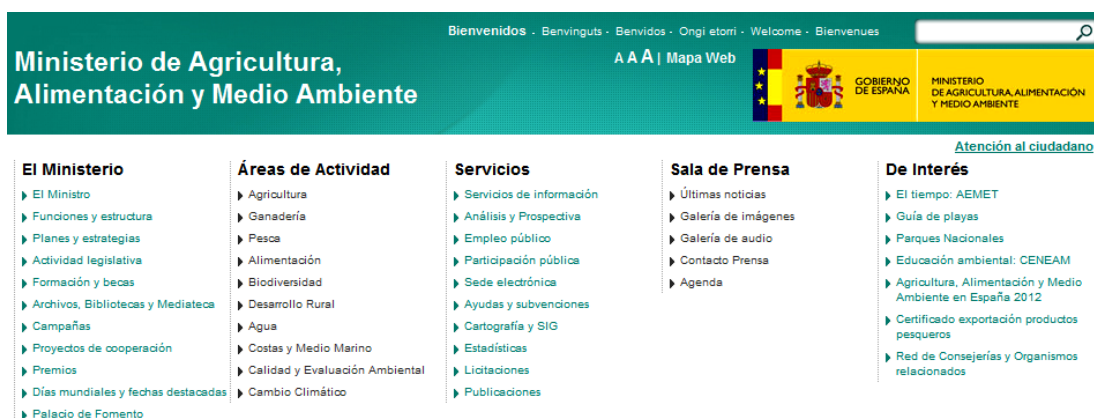 Bienvenidos · Benvinguts · Benvidos · Ongi etorri · Welcome · Bienvenues
Ministerio de Agricultura,
Alimentación y Medio Ambiente
A A A | Mapa Web
GOBIERNO
DE ESPAÑA
MINISTERIO
DE AGRICULTURA, ALIMENTACIÓN
Y MEDIO AMBIENTE
Atención al ciudadano
El Ministerio
El Ministro
Funciones y estructura
Planes y estrategias
Actividad legislativa
Formación y becas
Archivos, Bibliotecas y Mediateca
Campañas
Proyectos de cooperación
Premios
Días mundiales y fechas destacadas
Palacio de Fomento
Áreas de Actividad
Agricultura
Ganadería
Pesca
Alimentación
Biodiversidad
Desarrollo Rural
Agua
Costas y Medio Marino
Calidad y Evaluación Ambiental
Cambio Climático
Servicios
Servicios de información
Análisis y Prospectiva
Empleo público
Participación pública
Sede electrónica
Ayudas y subvenciones
Cartografía y SIG
Estadísticas
Licitaciones
Publicaciones
Sala de Prensa
Últimas noticias
Galería de imágenes
Galería de audio
Contacto Prensa
Agenda
De Interés
El tiempo: AEMET
Guía de playas
Parques Nacionales
Educación ambiental: CENEAM
Agricultura, Alimentación y Medio
Ambiente en España 2012
Certificado exportación productos
pesqueros
Red de Consejerías y Organismos
relacionados